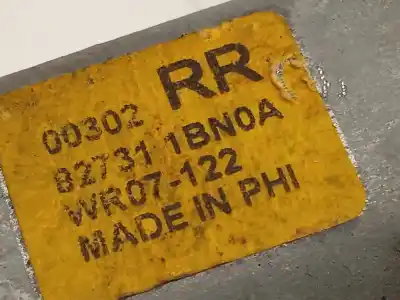 RR
00302
82731 1BN0A
WR07-122
MADE IN PHI